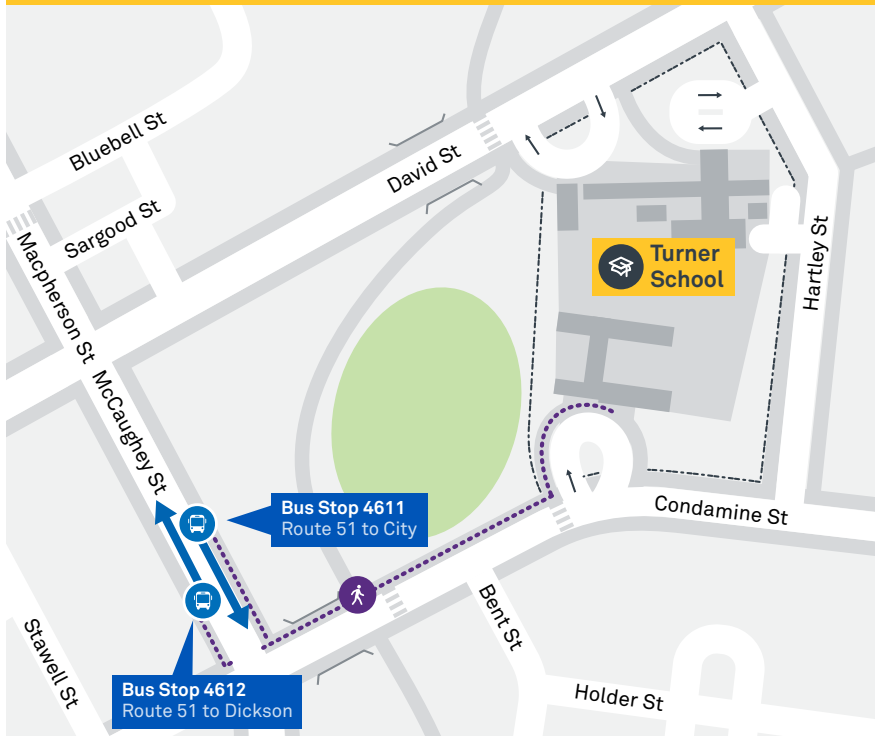 Bluebell St
David St
Sargood St
Macpherson St
Turner
School
Hartley St
McCaughey St
Bus Stop 4611
Route 51 to City
Condamine St
Bent St
Stawell St
Bus Stop 4612
Route 51 to Dickson
Holder St